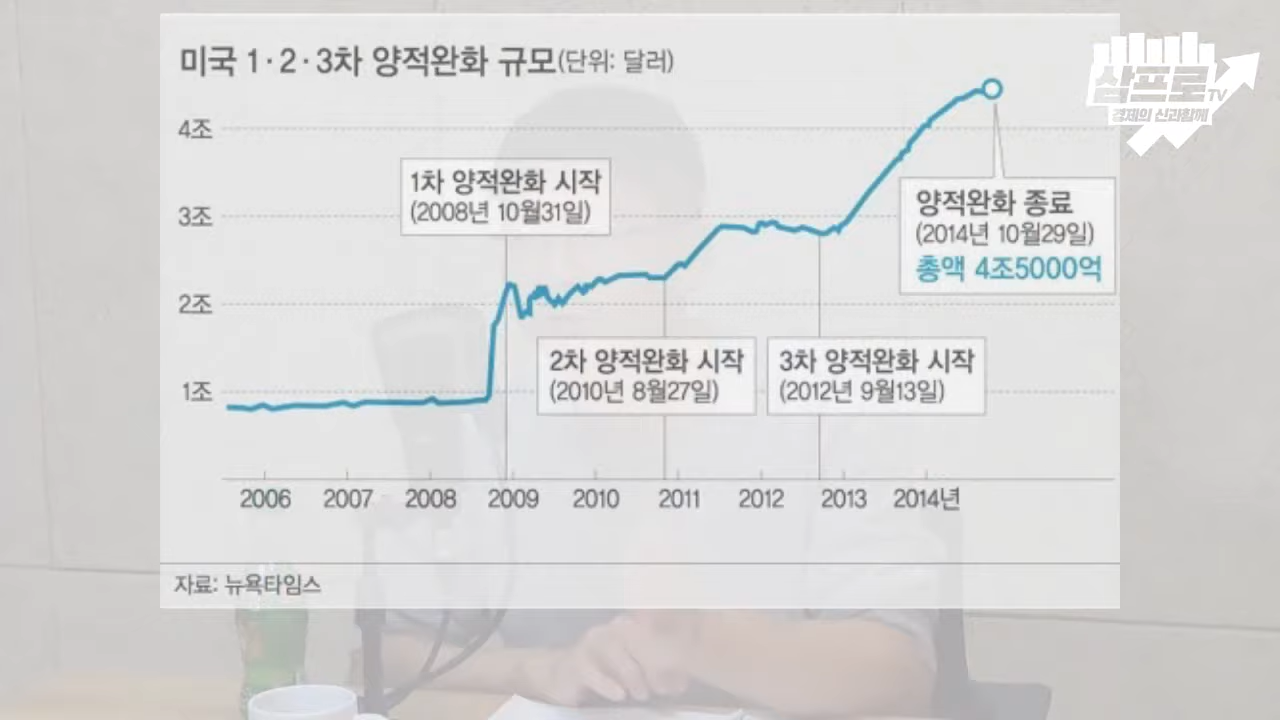 미국 1·2·3차 양적완화 규모(단위: 달러)
삼프로TV
경제의 신과함께
4조
3조
2조
1조
1차 양적완화 시작
(2008년 10월31일)
양적완화 종료
(2014년 10월29일)
총액 4조5000억
2차 양적완화 시작
(2010년 8월27일)
3차 양적완화 시작
(2012년 9월13일)
2006 2007 2008 2009 2010 2011 2012 2013 2014년
자료: 뉴욕타임스